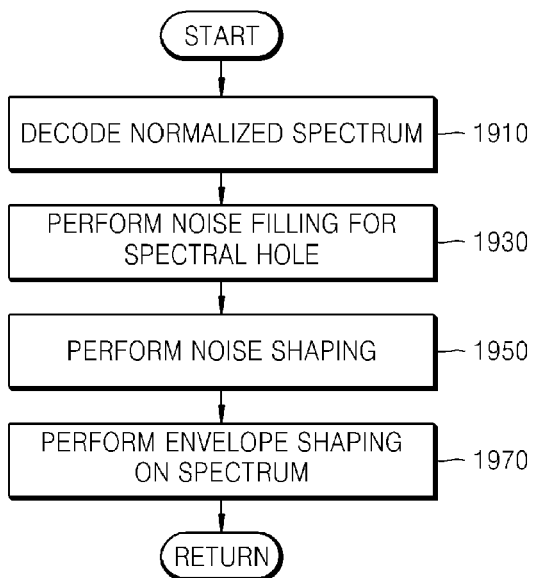 START
DECODE NORMALIZED SPECTRUM 1910
PERFORM NOISE FILLING FOR
SPECTRAL HOLE 1930
PERFORM NOISE SHAPING 1950
PERFORM ENVELOPE SHAPING
ON SPECTRUM 1970
RETURN